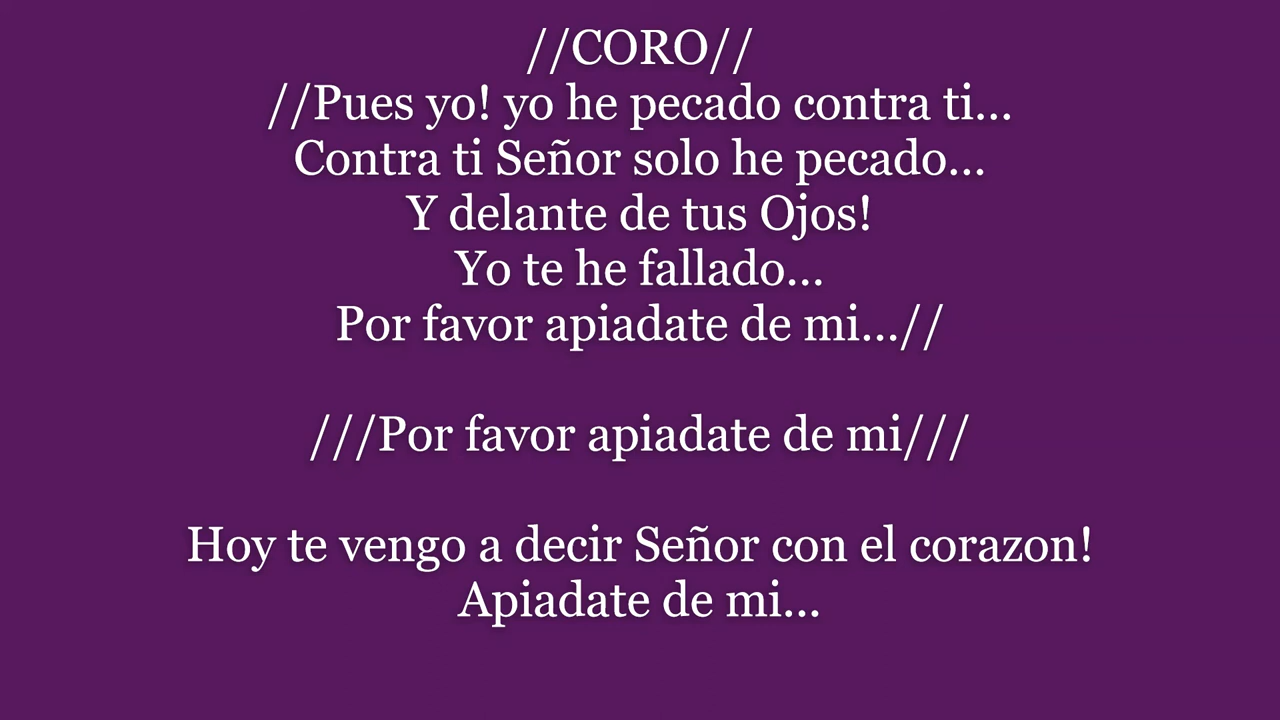 //CORO//
//Pues yo! yo he pecado contra ti...
Contra ti Señor solo he pecado...
Y delante de tus Ojos!
Yo te he fallado...
Por favor apiadate de mi...//
///Por favor apiadate de mi///
Hoy te vengo a decir Señor con el corazon!
Apiadate de mi...